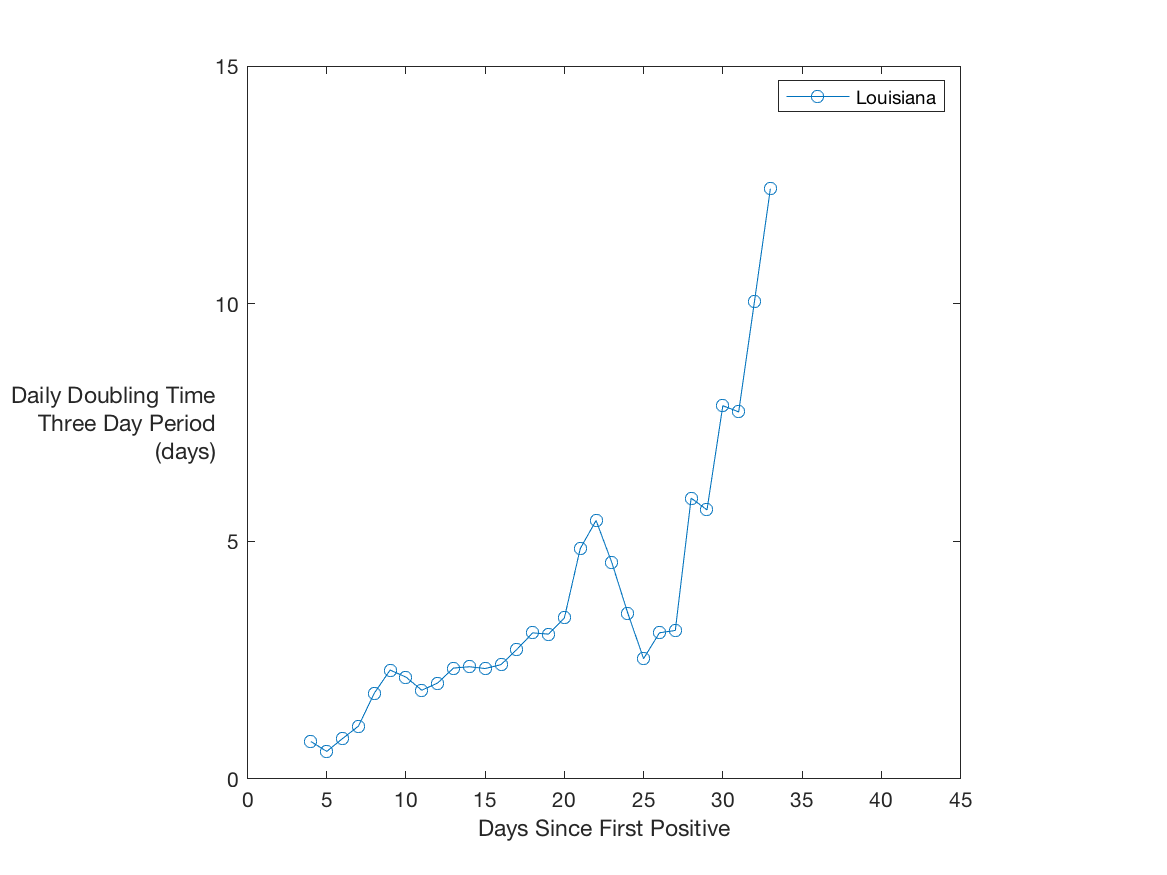 15
Louisiana
10
Daily Doubling Time
Three Day Period
(days)
5
0
0 5 10 15 20 25 30 35 40 45
Days Since First Positive